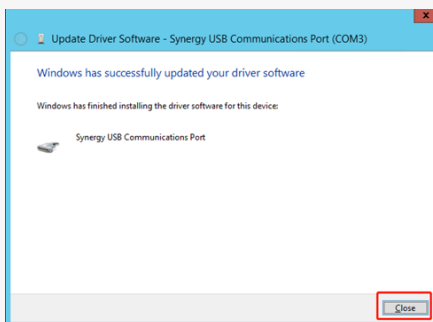 Update Driver Software - Synergy USB Communications Port (COM3)
Windows has successfully updated your driver software
Windows has finished installing the driver software for this device:
Synergy USB Communications Port
Close